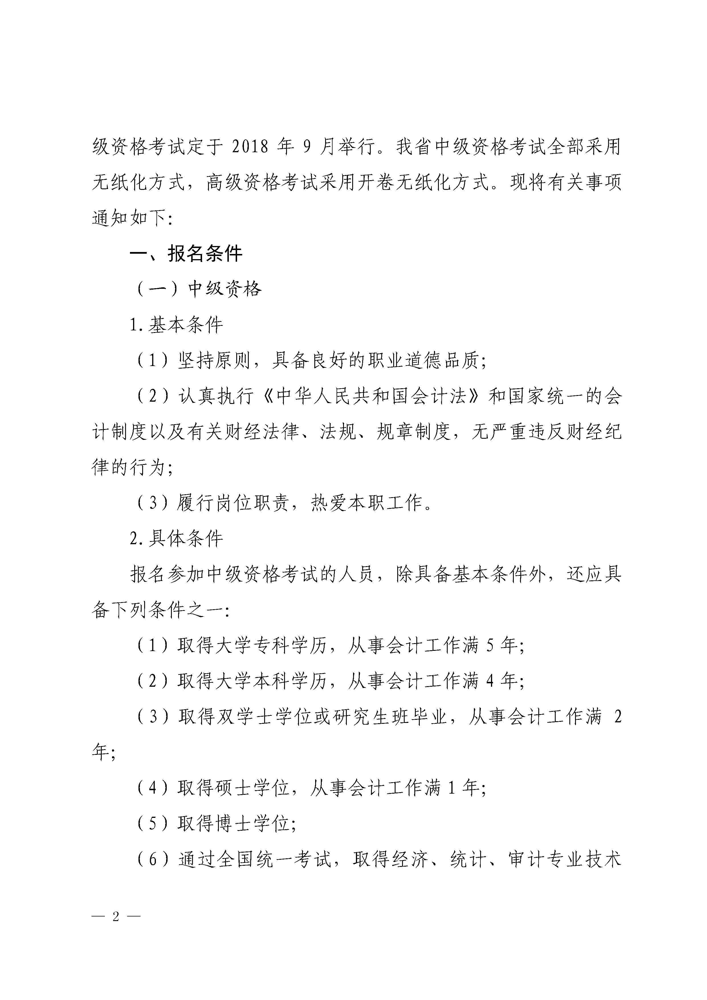 级资格考试定于 2018 年 9 月举行。我省中级资格考试全部采用
无纸化方式，高级资格考试采用开卷无纸化方式。现将有关事项
通知如下：
一、报名条件
（一）中级资格
1.基本条件
（1）坚持原则，具备良好的职业道德品质；
（2）认真执行《中华人民共和国会计法》和国家统一的会
计制度以及有关财经法律、法规、规章制度，无严重违反财经纪
律的行为；
（3）履行岗位职责，热爱本职工作。
2.具体条件
报名参加中级资格考试的人员，除具备基本条件外，还应具
备下列条件之一：
（1）取得大学专科学历，从事会计工作满 5 年；
（2）取得大学本科学历，从事会计工作满 4 年；
（3）取得双学士学位或研究生班毕业，从事会计工作满 2
年；
（4）取得硕士学位，从事会计工作满 1 年；
（5）取得博士学位；
（6）通过全国统一考试，取得经济、统计、审计专业技术
— 2 —